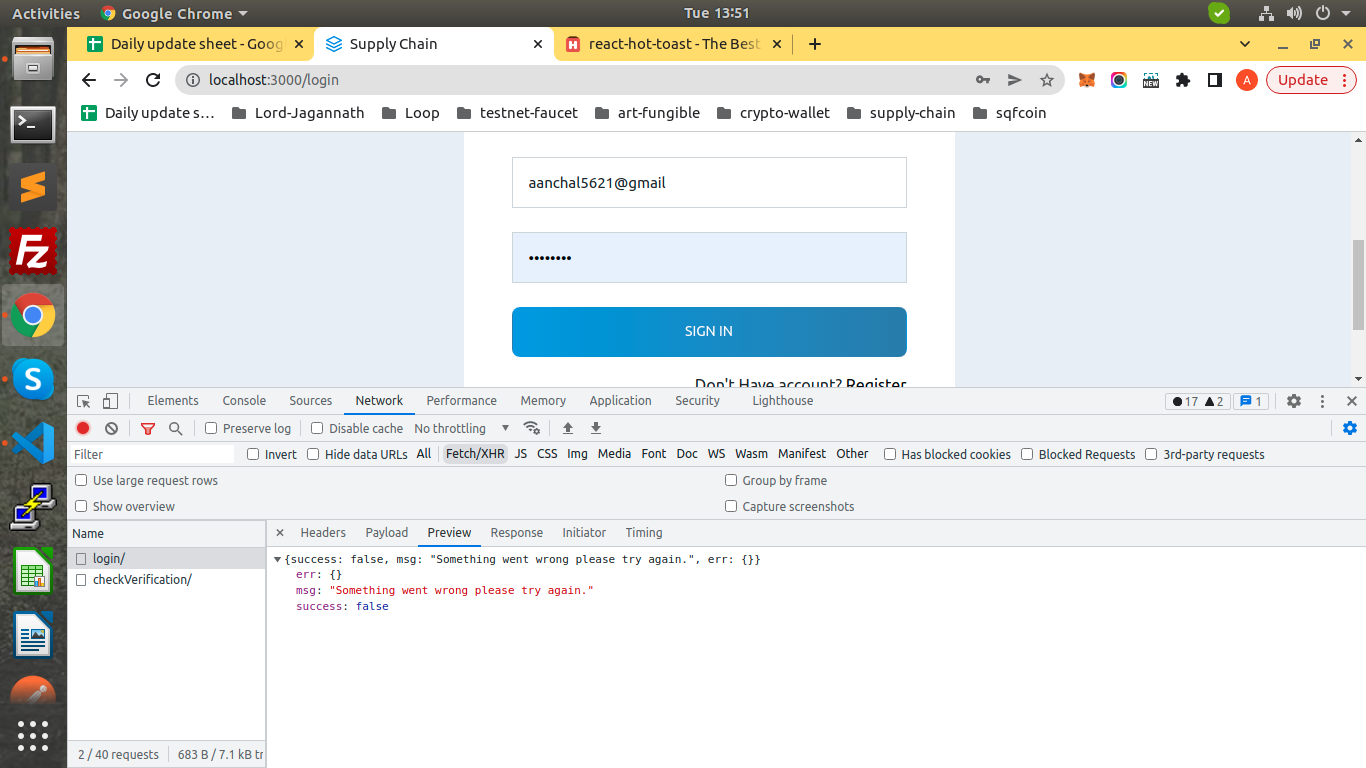 Activities Google Chrome Tue 13:51
Daily update sheet - Goog Supply Chain react-hot-toast - The Best
localhost:3000/login A Update
Daily update s… Lord-Jagannath Loop testnet-faucet art-fungible crypto-wallet supply-chain sqfcoin
aanchal5621@gmail
••••••••
SIGN IN
Don't Have account? Register
Elements Console Sources Network Performance Memory Application Security Lighthouse 17 2 1
Preserve log Disable cache No throttling
Filter Invert Hide data URLs All Fetch/XHR JS CSS Img Media Font Doc WS Wasm Manifest Other Has blocked cookies Blocked Requests 3rd-party requests
Use large request rows Group by frame
Show overview Capture screenshots
Name Headers Payload Preview Response Initiator Timing
login/ {success: false, msg: "Something went wrong please try again.", err: {}}
err: {}
checkVerification/
msg: "Something went wrong please try again."
success: false
2 / 40 requests 683 B / 7.1 kB tr